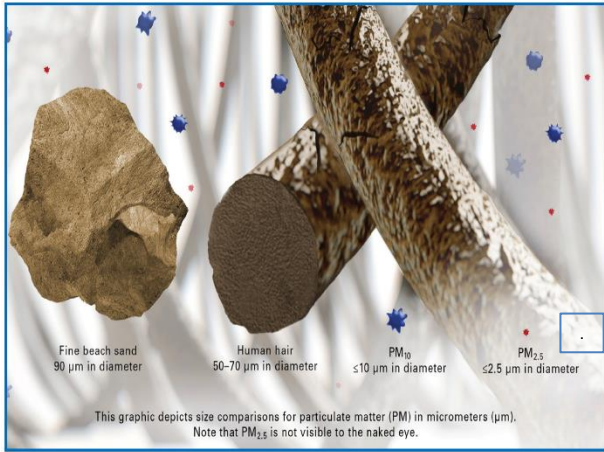 Fine beach sand
90 μm in diameter
Human hair
50–70 μm in diameter
PM₁₀
≤10 μm in diameter
PM₂.₅
≤2.5 μm in diameter
This graphic depicts size comparisons for particulate matter (PM) in micrometers (μm).
Note that PM₂.₅ is not visible to the naked eye.